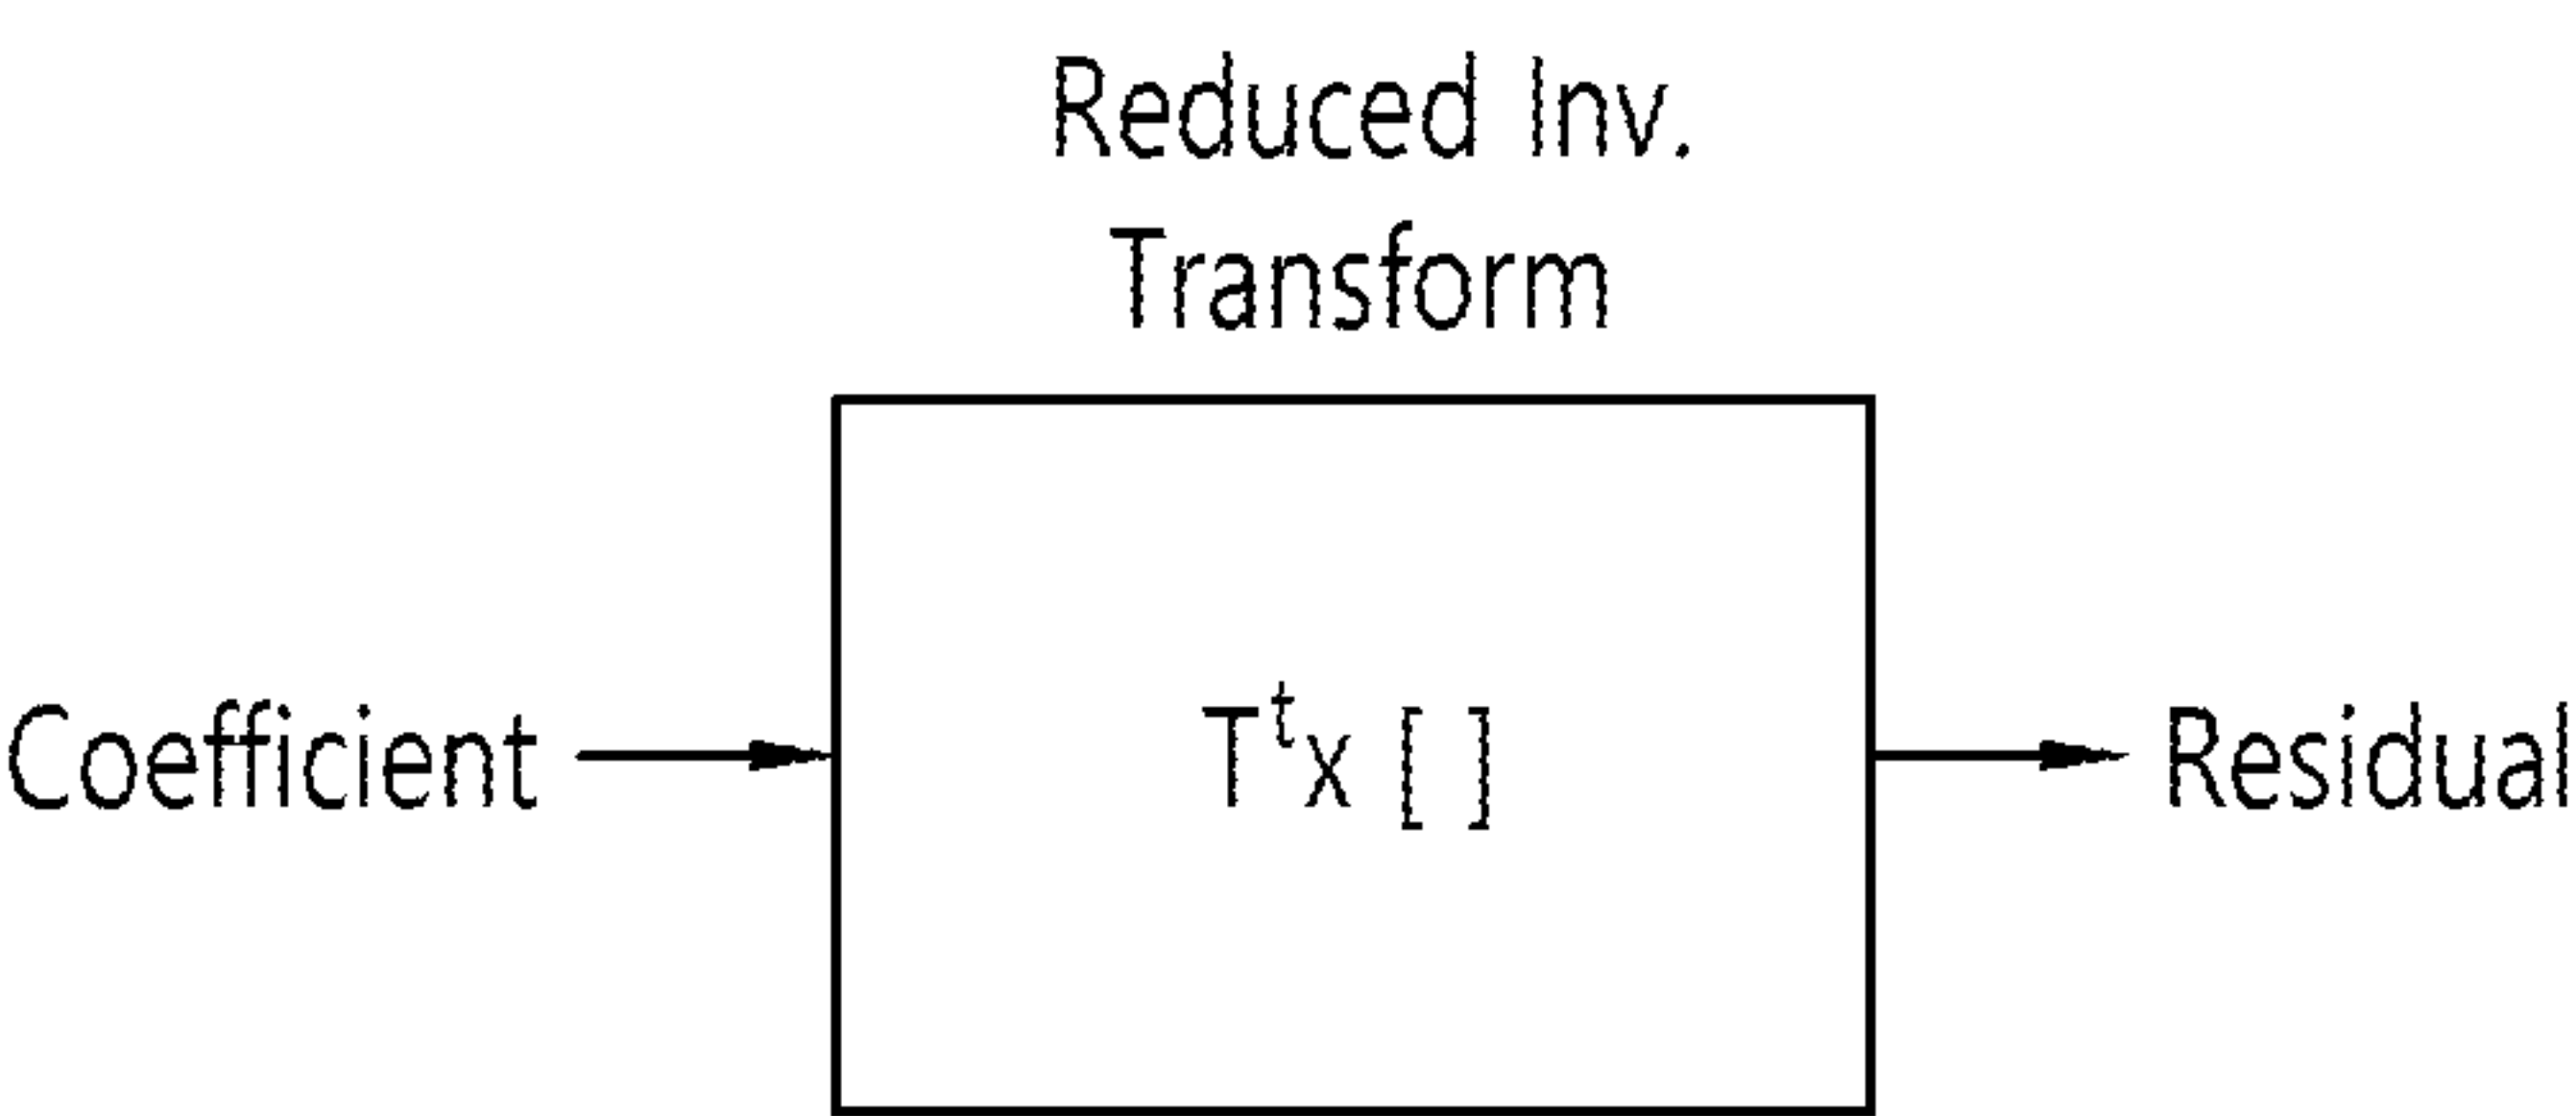 Reduced Inv.
Transform
Coefficient
Tᵗx [ ]
Residual